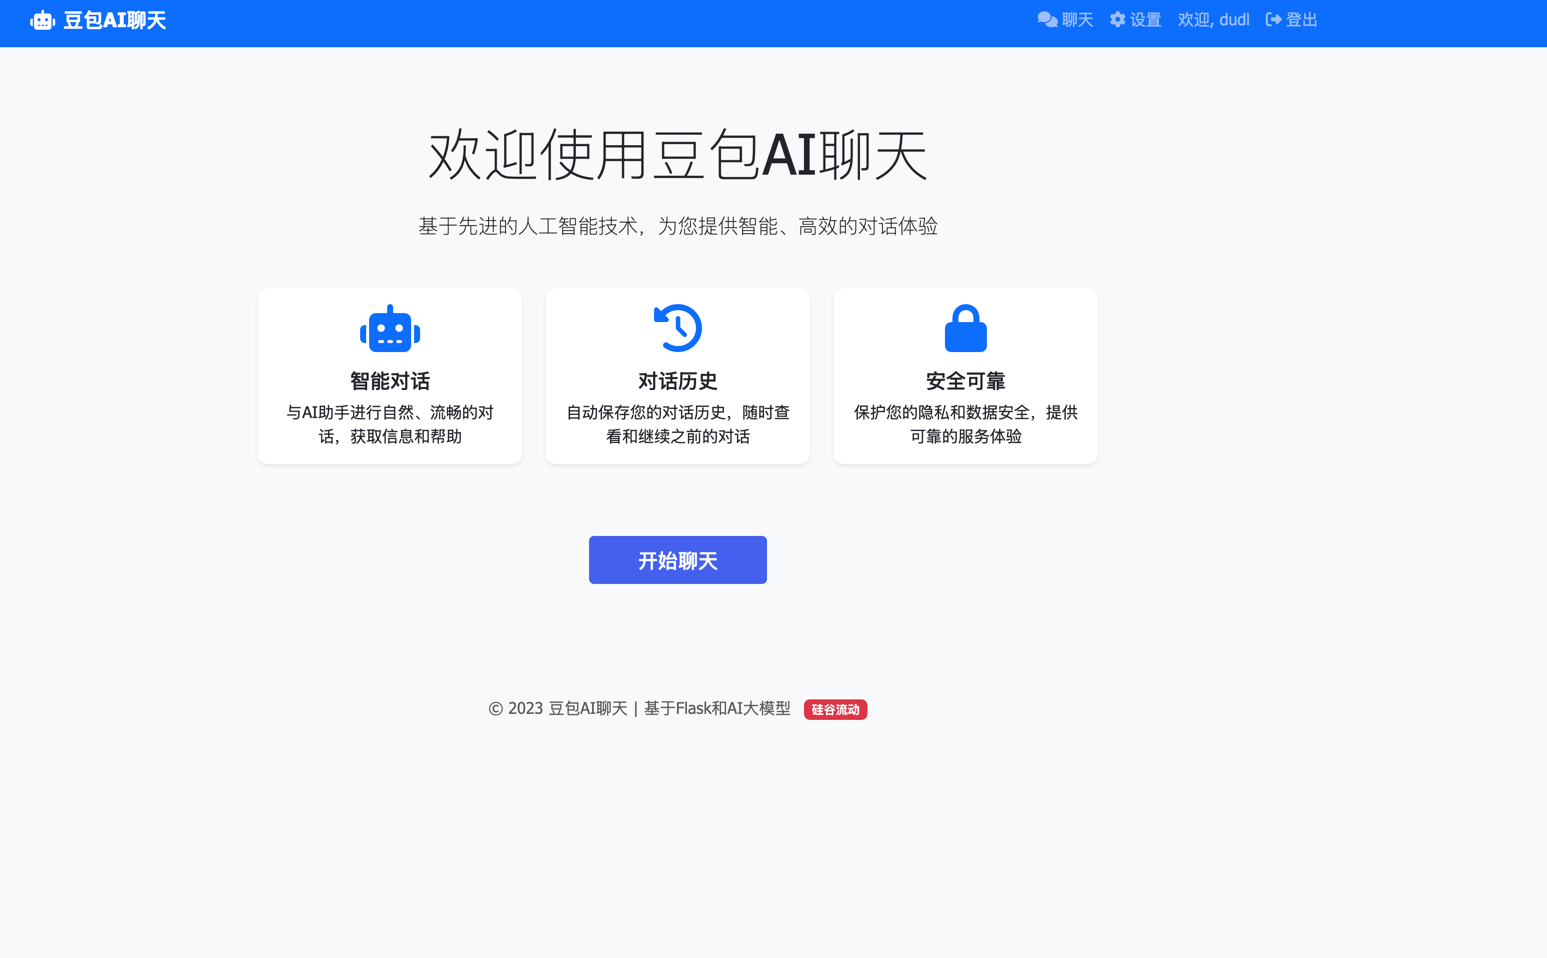 豆包AI聊天
聊天 设置 欢迎, dudl 登出
欢迎使用豆包AI聊天
基于先进的人工智能技术，为您提供智能、高效的对话体验
智能对话
与AI助手进行自然、流畅的对
话，获取信息和帮助
对话历史
自动保存您的对话历史，随时查
看和继续之前的对话
安全可靠
保护您的隐私和数据安全，提供
可靠的服务体验
开始聊天
© 2023 豆包AI聊天 | 基于Flask和AI大模型 硅谷流动